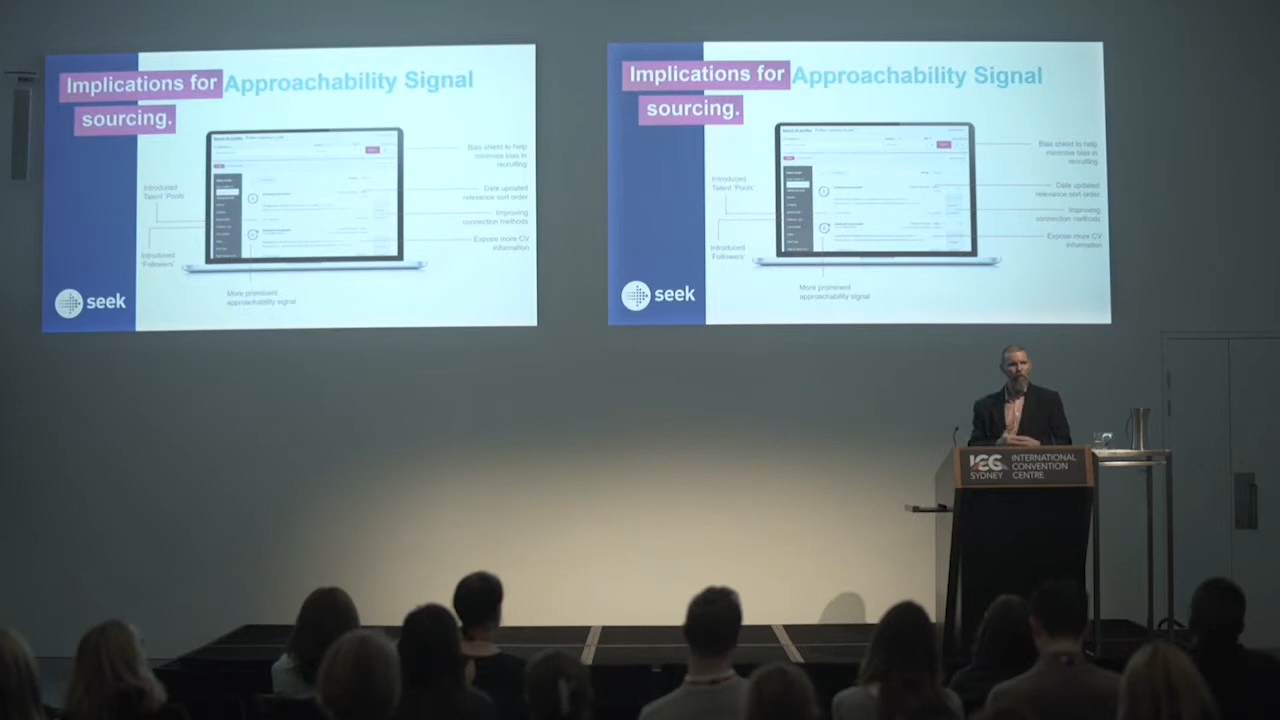 Implications for Approachability Signal
sourcing.
Bias shield to help
minimise bias in
recruiting
Introduced
Talent 'Pools'
Date updated
relevance sort order
Improving
connection methods
Expose more CV
information
Introduced
'Followers'
More prominent
approachability signal
seek
Implications for Approachability Signal
sourcing.
Bias shield to help
minimise bias in
recruiting
Introduced
Talent 'Pools'
Date updated
relevance sort order
Improving
connection methods
Expose more CV
information
Introduced
'Followers'
More prominent
approachability signal
seek
ICC
SYDNEY
INTERNATIONAL
CONVENTION
CENTRE